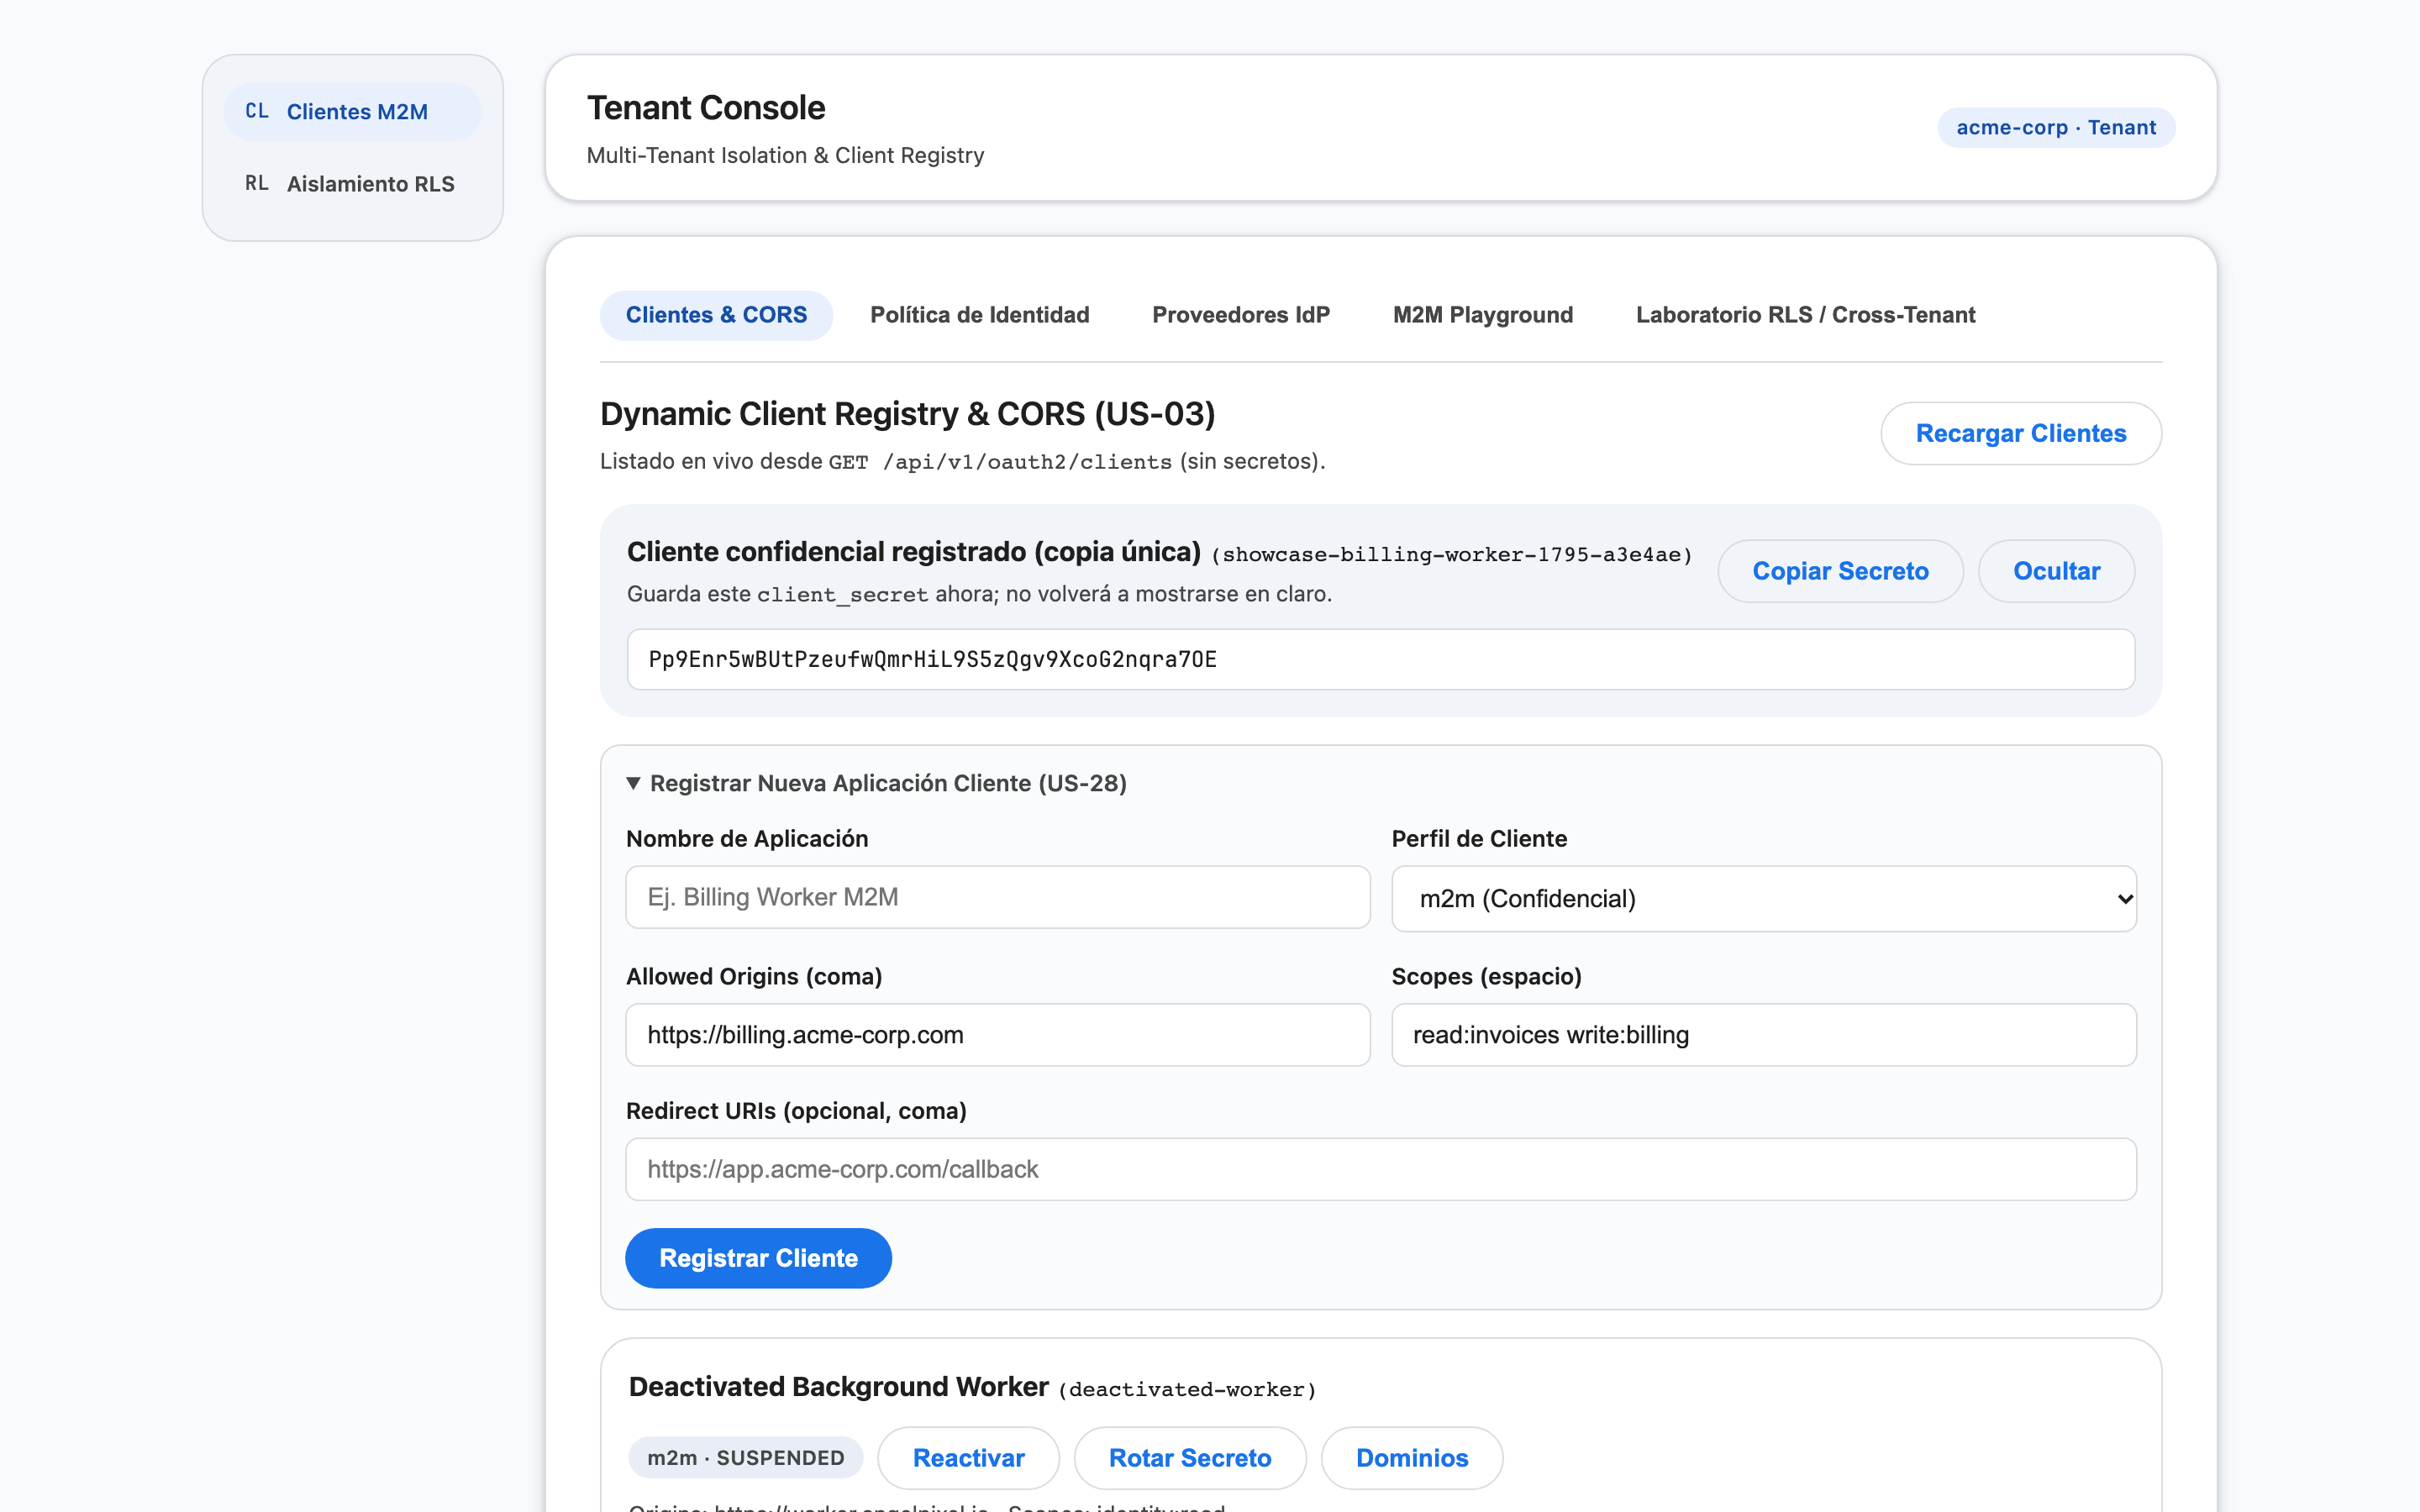 CL Clientes M2M
RL Aislamiento RLS
Tenant Console
Multi-Tenant Isolation & Client Registry
acme-corp · Tenant
Clientes & CORS Política de Identidad Proveedores IdP M2M Playground Laboratorio RLS / Cross-Tenant
Dynamic Client Registry & CORS (US-03)
Listado en vivo desde GET /api/v1/oauth2/clients (sin secretos).
Recargar Clientes
Cliente confidencial registrado (copia única) (showcase-billing-worker-1795-a3e4ae)
Guarda este client_secret ahora; no volverá a mostrarse en claro.
Copiar Secreto Ocultar
Pp9Enr5wBUtPzeufwQmrHiL9S5zQgv9XcoG2nqra7OE
▼ Registrar Nueva Aplicación Cliente (US-28)
Nombre de Aplicación Perfil de Cliente
Ej. Billing Worker M2M m2m (Confidencial)
Allowed Origins (coma) Scopes (espacio)
https://billing.acme-corp.com read:invoices write:billing
Redirect URIs (opcional, coma)
https://app.acme-corp.com/callback
Registrar Cliente
Deactivated Background Worker (deactivated-worker)
m2m · SUSPENDED Reactivar Rotar Secreto Dominios